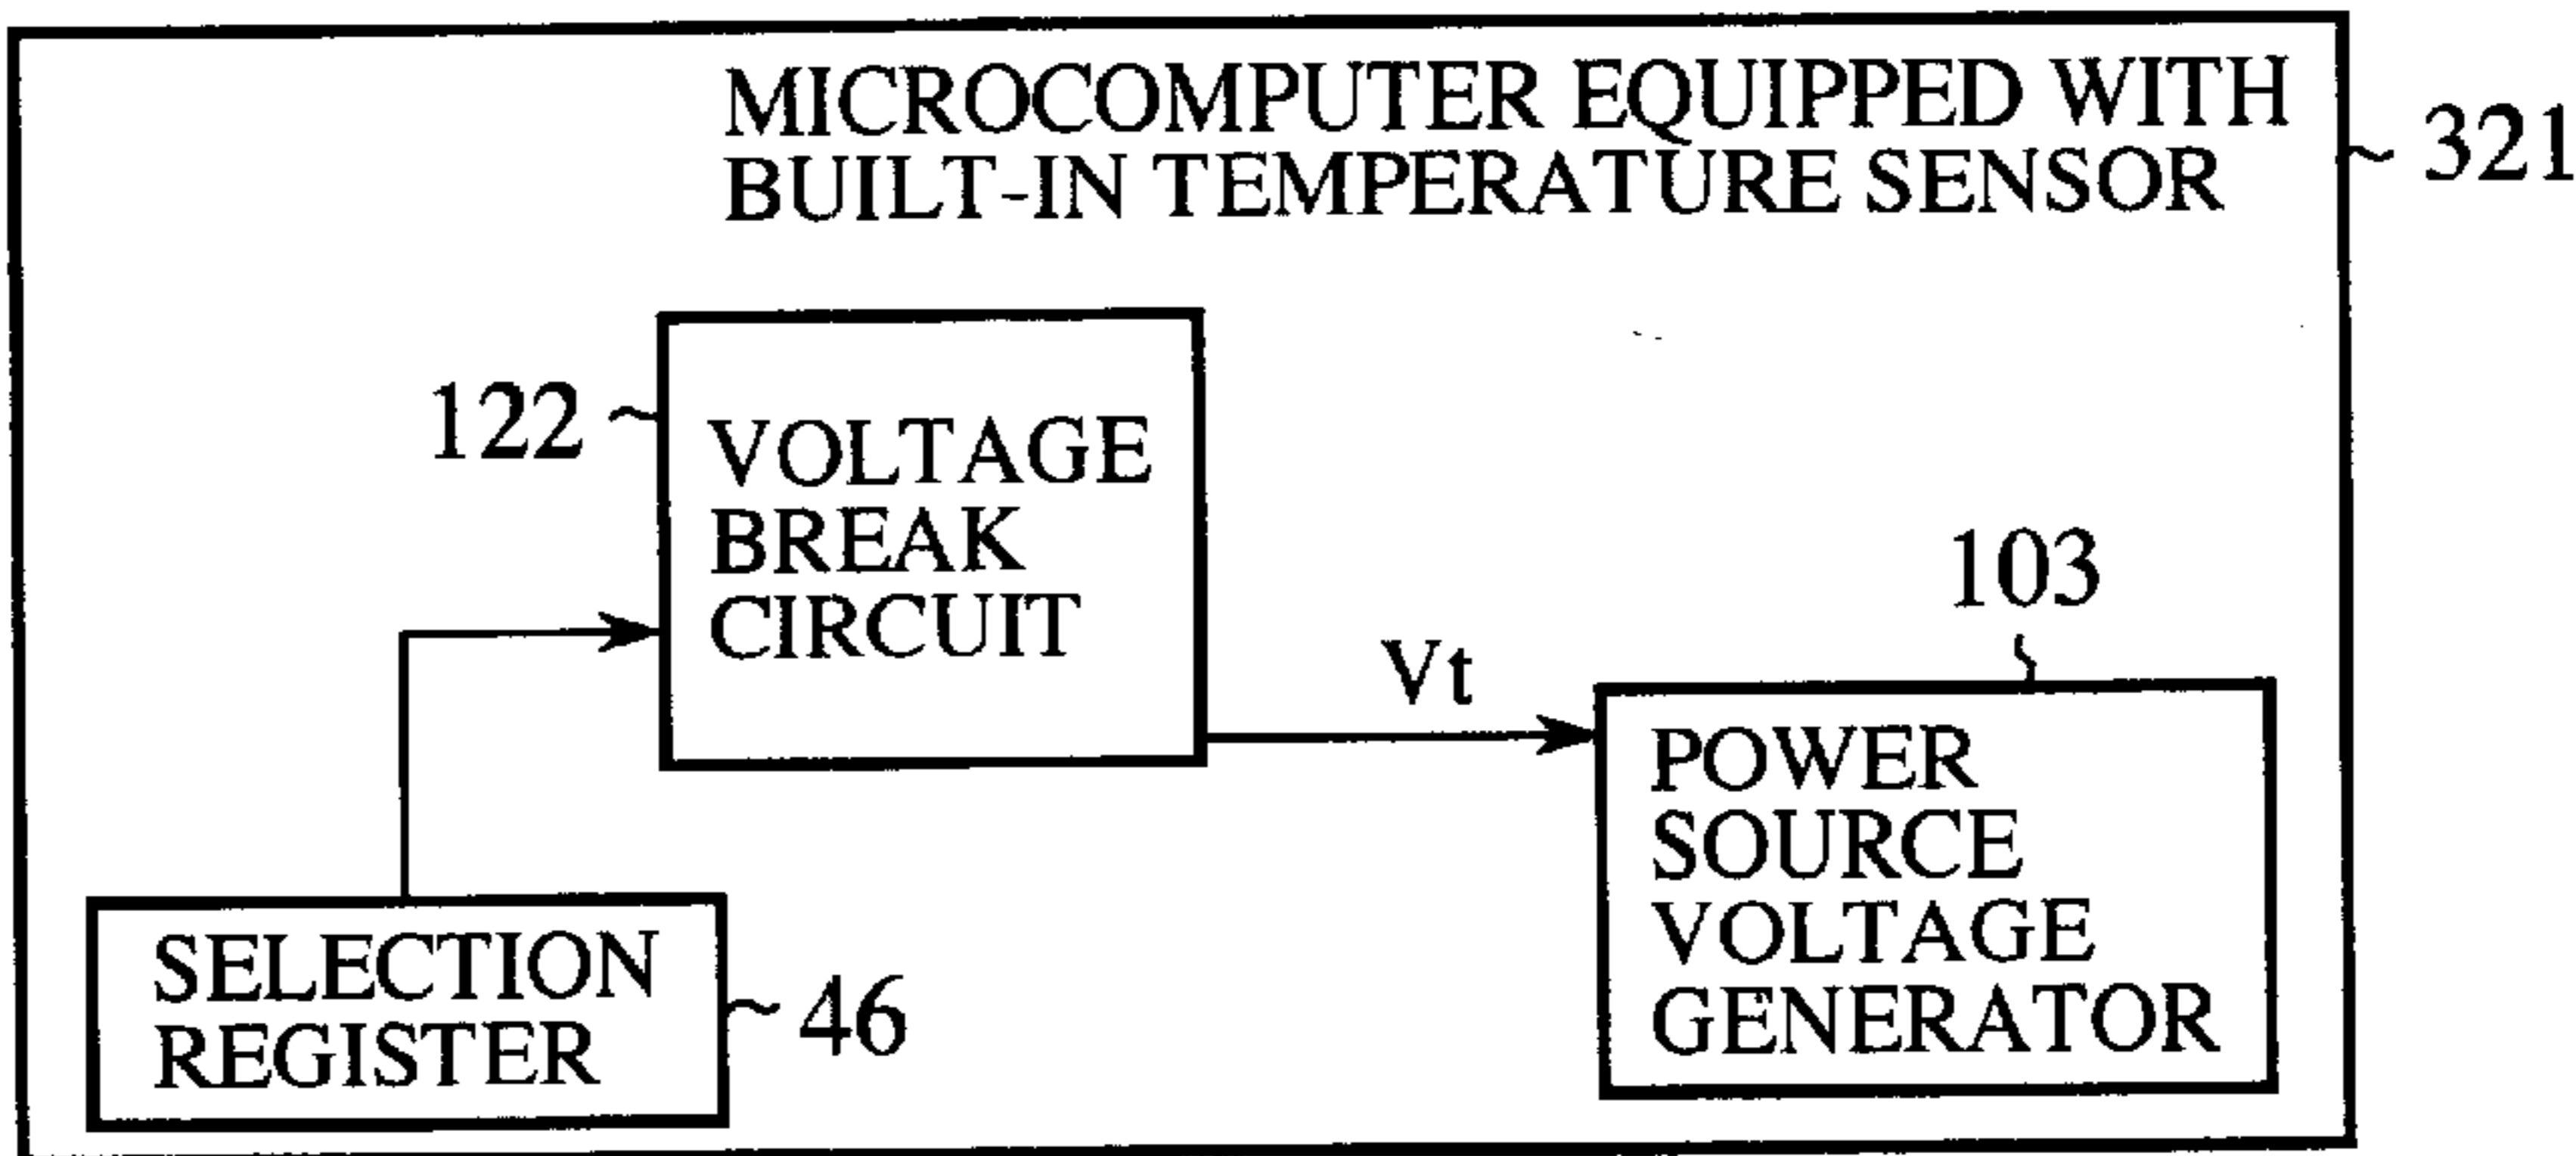 MICROCOMPUTER EQUIPPED WITH
BUILT-IN TEMPERATURE SENSOR
321
122
VOLTAGE
BREAK
CIRCUIT
Vt
103
POWER
SOURCE
VOLTAGE
GENERATOR
SELECTION
REGISTER
46